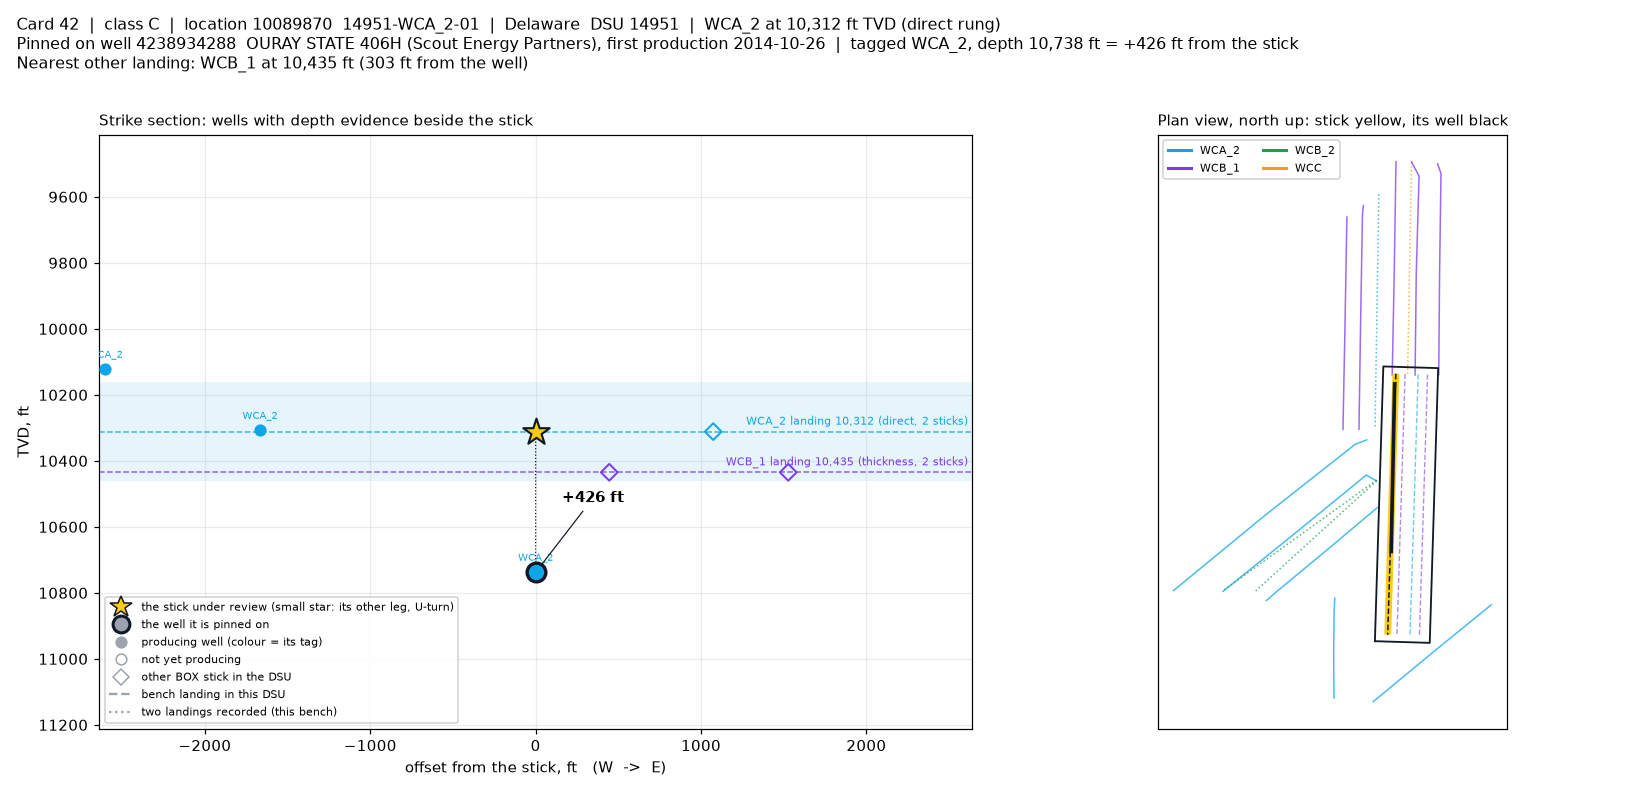 Card 42 | class C | location 10089870 14951-WCA_2-01 | Delaware DSU 14951 | WCA_2 at 10,312 ft TVD (direct rung)
Pinned on well 4238934288 OURAY STATE 406H (Scout Energy Partners), first production 2014-10-26 | tagged WCA_2, depth 10,738 ft = +426 ft from the stick
Nearest other landing: WCB_1 at 10,435 ft (303 ft from the well)
Strike section: wells with depth evidence beside the stick
Plan view, north up: stick yellow, its well black
WCA_2
WCB_2
WCB_1
WCC
9600
9800
10000
10200
10400
10600
10800
11000
11200
TVD, ft
CA_2
WCA_2
WCA_2 landing 10,312 (direct, 2 sticks)
WCB_1 landing 10,435 (thickness, 2 sticks)
+426 ft
WCA_2
the stick under review (small star: its other leg, U-turn)
the well it is pinned on
producing well (colour = its tag)
not yet producing
other BOX stick in the DSU
bench landing in this DSU
two landings recorded (this bench)
−2000
−1000
0
1000
2000
offset from the stick, ft (W -> E)